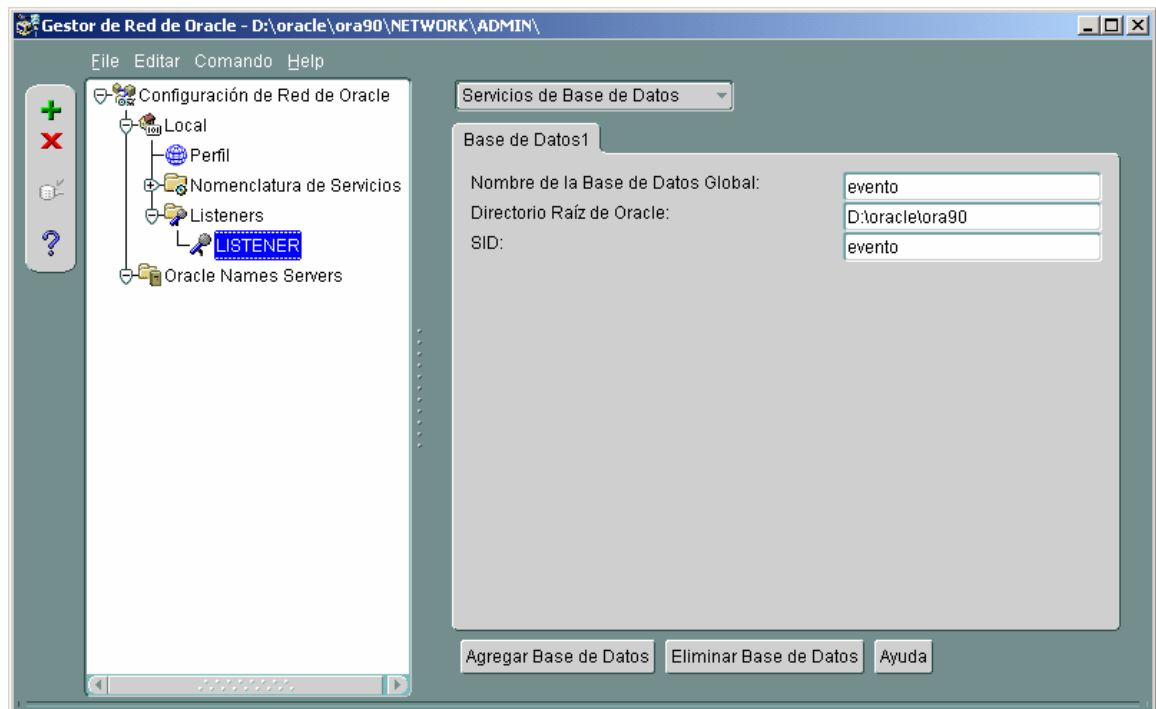 Gestor de Red de Oracle - D:\oracle\ora90\NETWORK\ADMIN\
File Editar Comando Help
Configuración de Red de Oracle
Local
Perfil
Nomenclatura de Servicios
Listeners
LISTENER
Oracle Names Servers
Servicios de Base de Datos
Base de Datos1
Nombre de la Base de Datos Global: evento
Directorio Raíz de Oracle: D:\oracle\ora90
SID: evento
Agregar Base de Datos Eliminar Base de Datos Ayuda